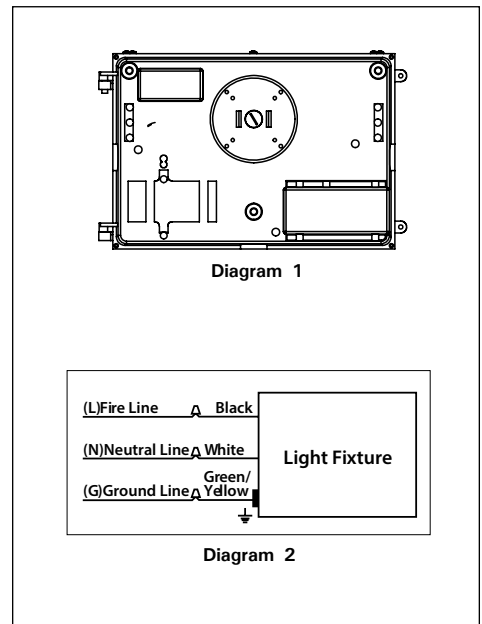 Diagram 1
(L)Fire Line Black
(N)Neutral Line White
Green/
(G)Ground Line Yellow
Light Fixture
Diagram 2